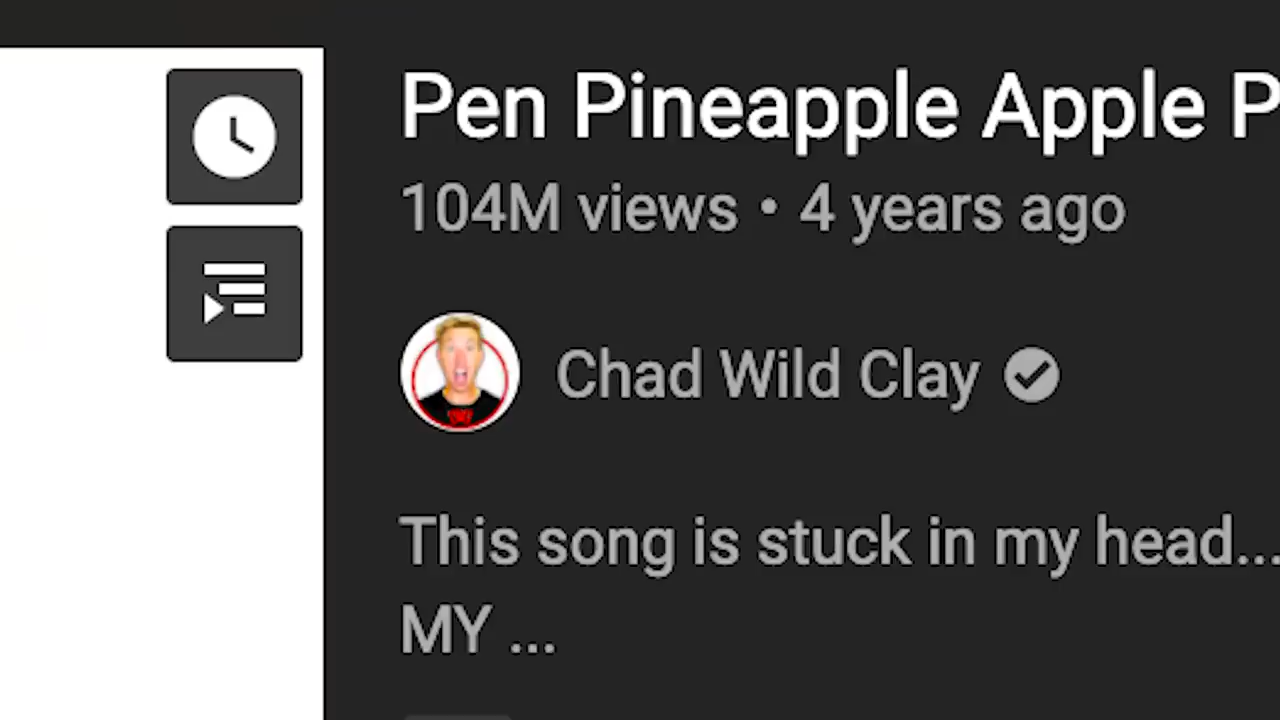 Pen Pineapple Apple P
104M views • 4 years ago
Chad Wild Clay
This song is stuck in my head...
MY ...